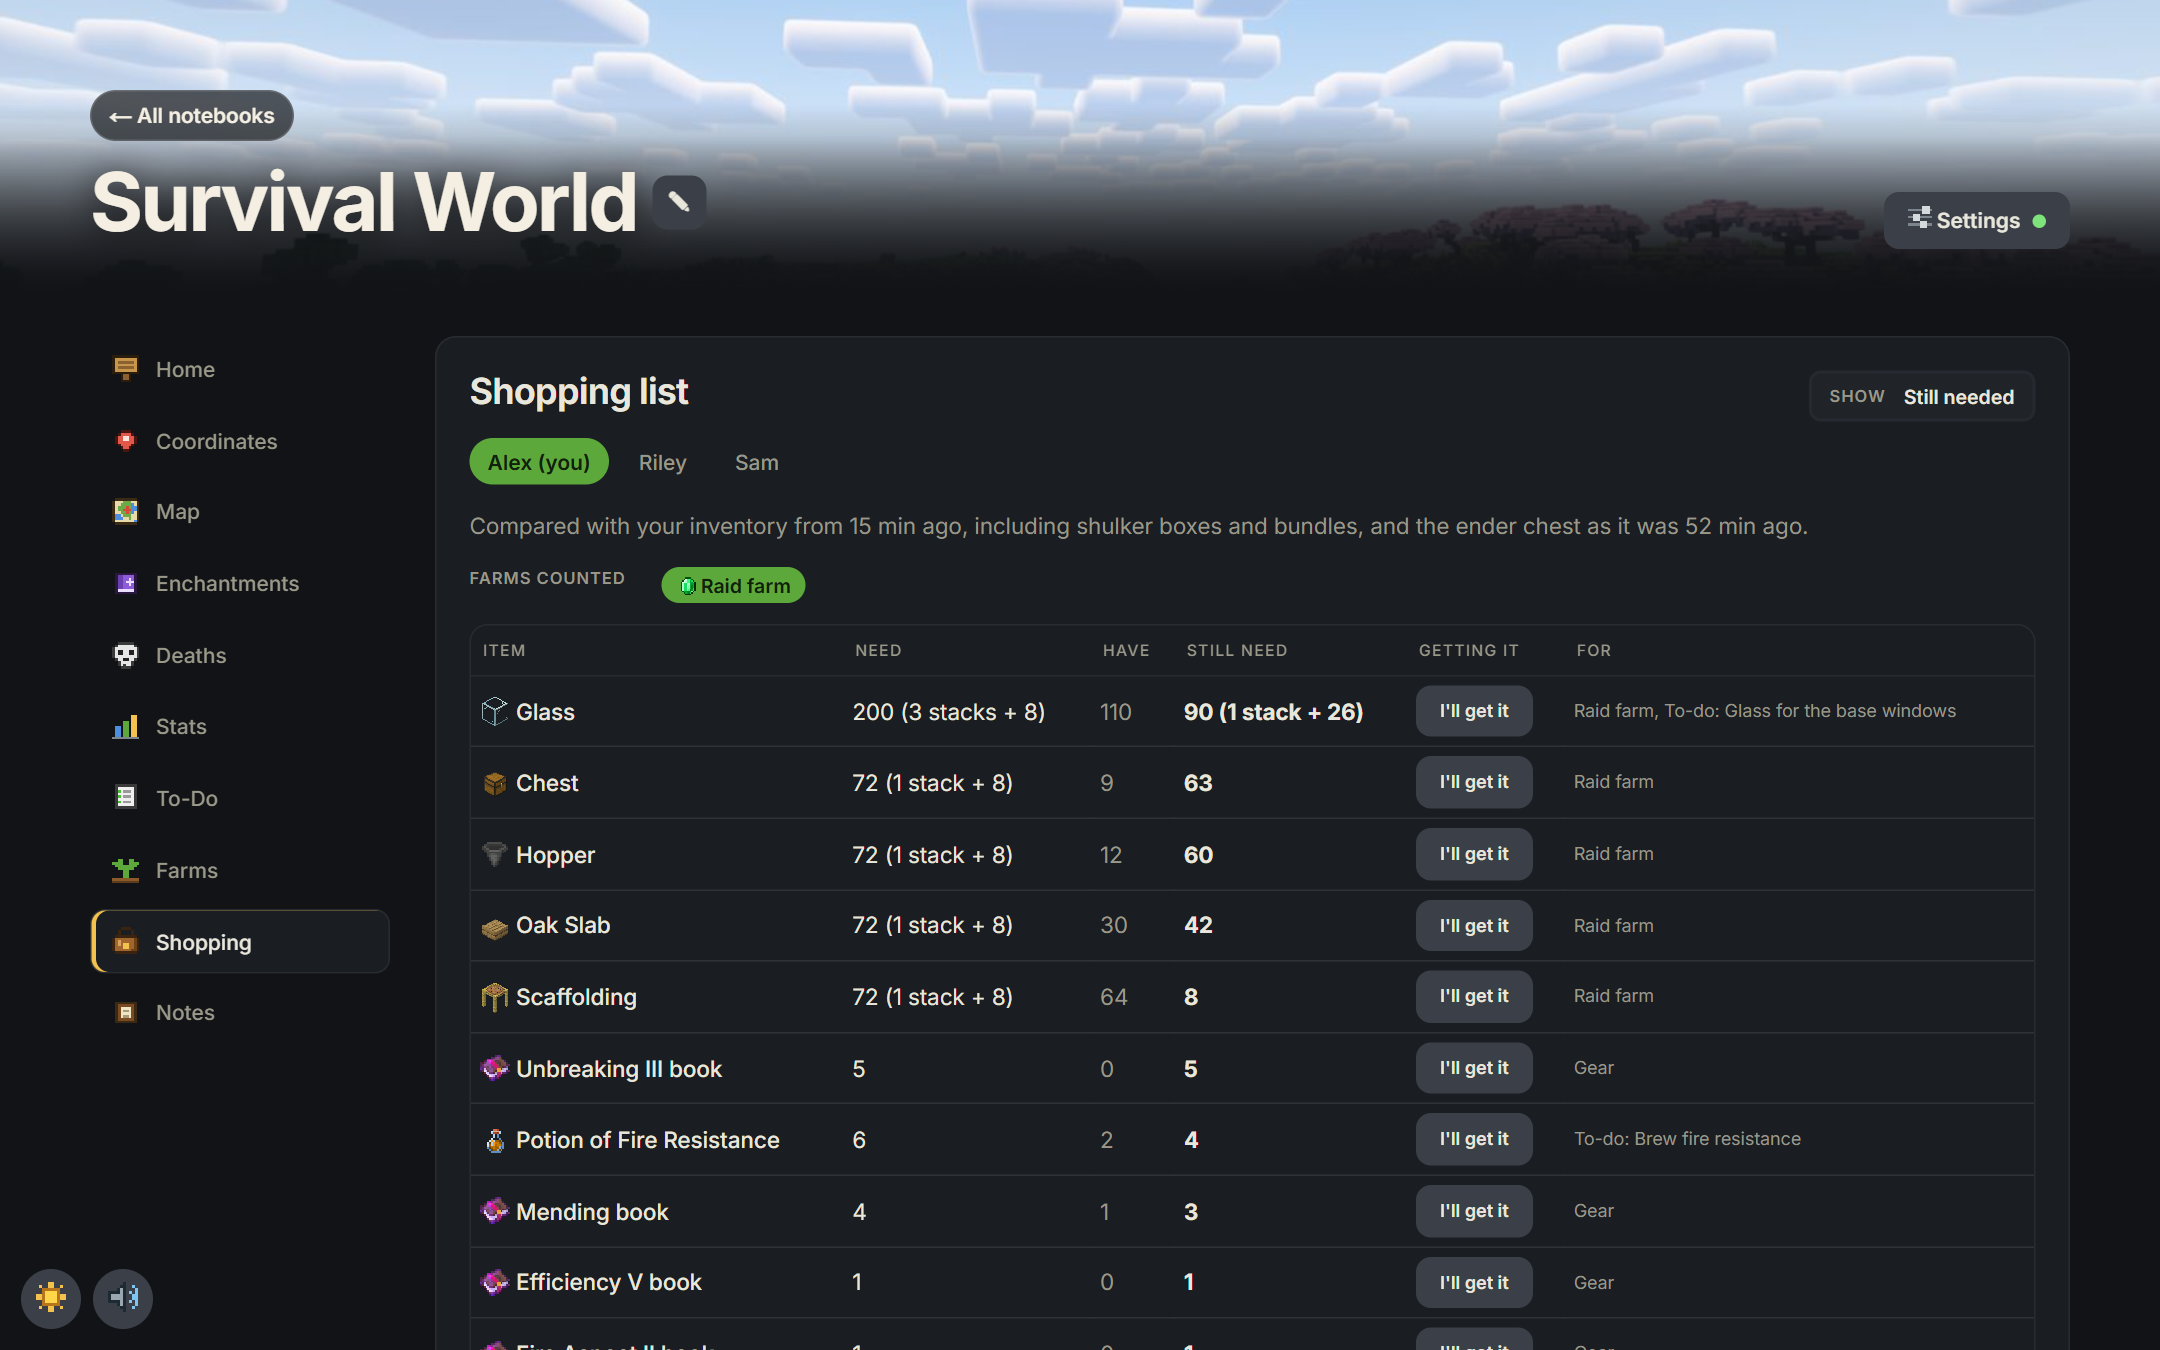 ← All notebooks
Survival World
Settings
Home
Coordinates
Map
Enchantments
Deaths
Stats
To-Do
Farms
Shopping
Notes
Shopping list
SHOW Still needed
Alex (you) Riley Sam
Compared with your inventory from 15 min ago, including shulker boxes and bundles, and the ender chest as it was 52 min ago.
FARMS COUNTED Raid farm
ITEM NEED HAVE STILL NEED GETTING IT FOR
Glass 200 (3 stacks + 8) 110 90 (1 stack + 26) I'll get it Raid farm, To-do: Glass for the base windows
Chest 72 (1 stack + 8) 9 63 I'll get it Raid farm
Hopper 72 (1 stack + 8) 12 60 I'll get it Raid farm
Oak Slab 72 (1 stack + 8) 30 42 I'll get it Raid farm
Scaffolding 72 (1 stack + 8) 64 8 I'll get it Raid farm
Unbreaking III book 5 0 5 I'll get it Gear
Potion of Fire Resistance 6 2 4 I'll get it To-do: Brew fire resistance
Mending book 4 1 3 I'll get it Gear
Efficiency V book 1 0 1 I'll get it Gear